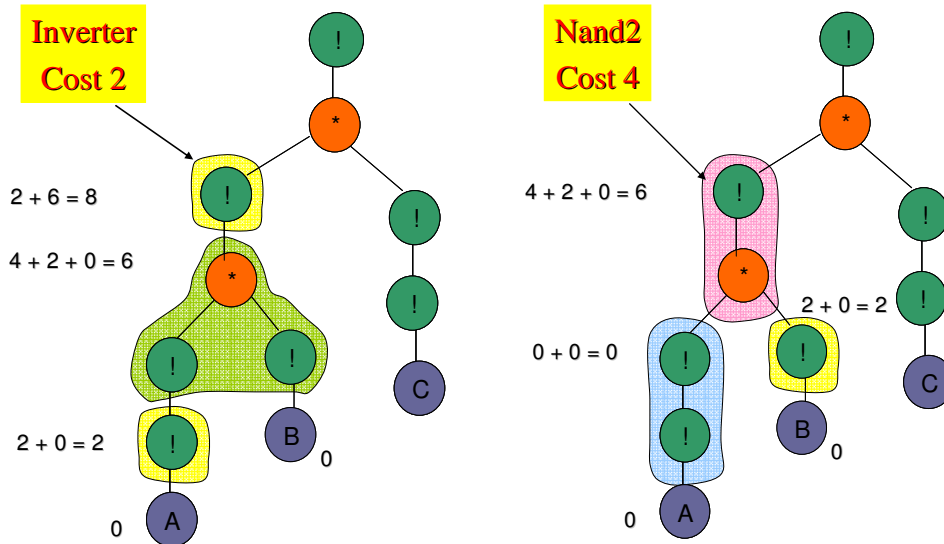 Inverter
Cost 2
!
*
!
2 + 6 = 8
!
4 + 2 + 0 = 6
*
!
!
!
C
2 + 0 = 2
!
B
0
A
0
Nand2
Cost 4
!
*
4 + 2 + 0 = 6
!
!
*
2 + 0 = 2
!
0 + 0 = 0
!
!
C
!
B
0
A
0